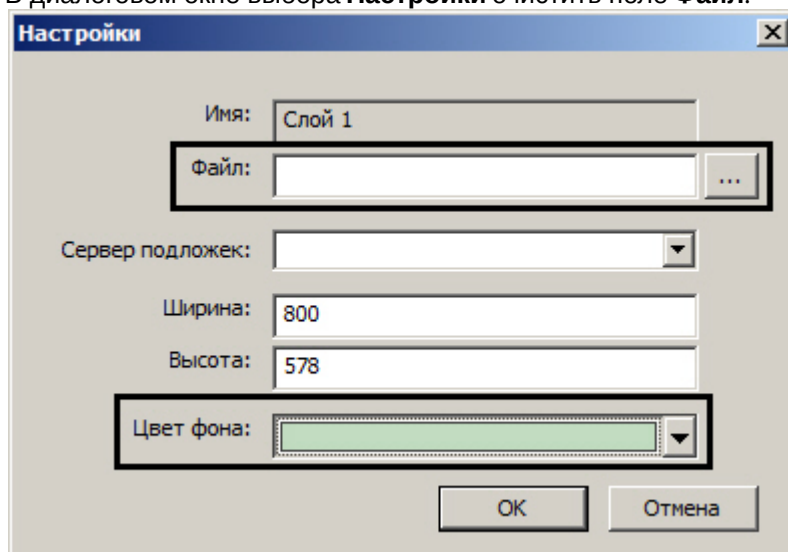 В диалоговом окне выбора Настройки очистить поле Файл.
Настройки
Имя: Слой 1
Файл: ...
Сервер подложек:
Ширина: 800
Высота: 578
Цвет фона:
OK Отмена